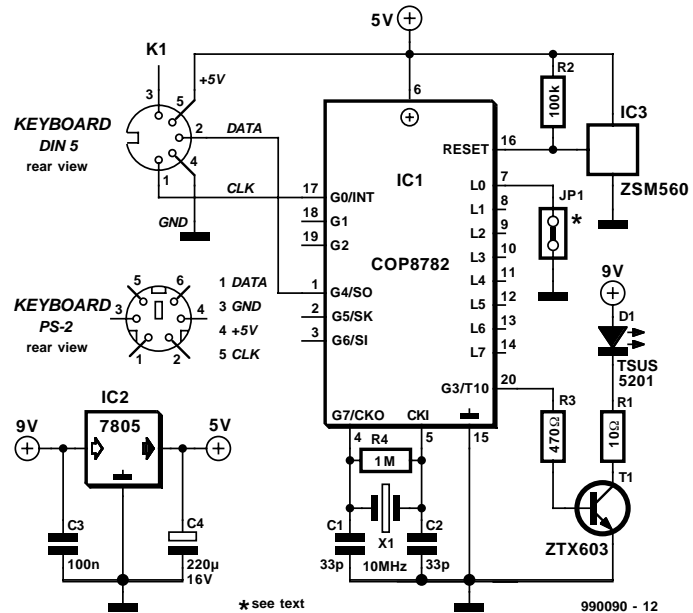 5V
K1
+5V
3
5
2
4
1
KEYBOARD
DIN 5
rear view
DATA
CLK
GND
6
R2
100k
IC3
ZSM560
RESET
16
IC1
COP8782
17
G0/INT
18
G1
19
G2
1
G4/SO
2
G5/SK
3
G6/SI
L0
7
L1
8
L2
9
L3
10
L4
11
L5
12
L6
13
L7
14
G3/T10
20
JP1
*
KEYBOARD
PS-2
rear view
5
6
3
4
1
2
1 DATA
3 GND
4 +5V
5 CLK
9V
D1
TSUS
5201
R3
470Ω
R1
10Ω
T1
ZTX603
IC2
7805
9V
5V
C3
100n
C4
220µ
16V
G7/CKO
CKI
4
5
15
R4
1M
C1
33p
X1
10MHz
C2
33p
* see text
990090 - 12